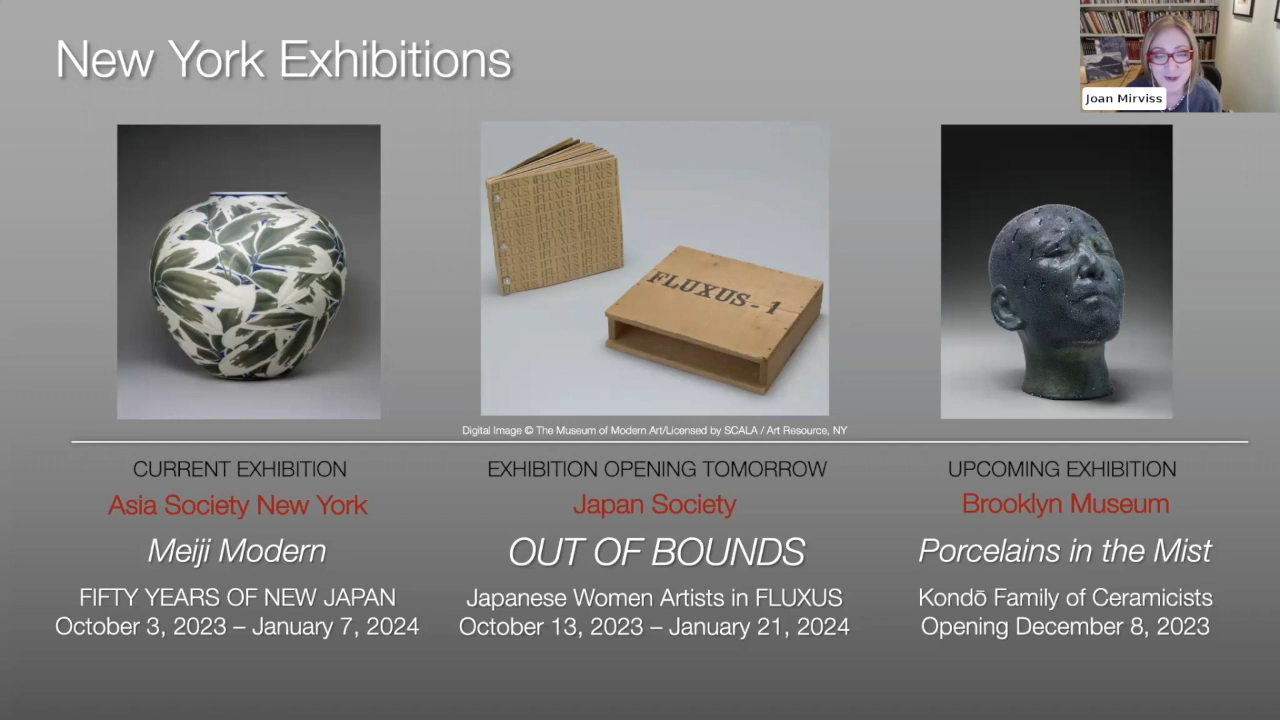 New York Exhibitions
Joan Mirviss
FLUXUS-1
Digital Image © The Museum of Modern Art/Licensed by SCALA / Art Resource, NY
CURRENT EXHIBITION
Asia Society New York
Meiji Modern
FIFTY YEARS OF NEW JAPAN
October 3, 2023 – January 7, 2024
EXHIBITION OPENING TOMORROW
Japan Society
OUT OF BOUNDS
Japanese Women Artists in FLUXUS
October 13, 2023 – January 21, 2024
UPCOMING EXHIBITION
Brooklyn Museum
Porcelains in the Mist
Kondō Family of Ceramicists
Opening December 8, 2023